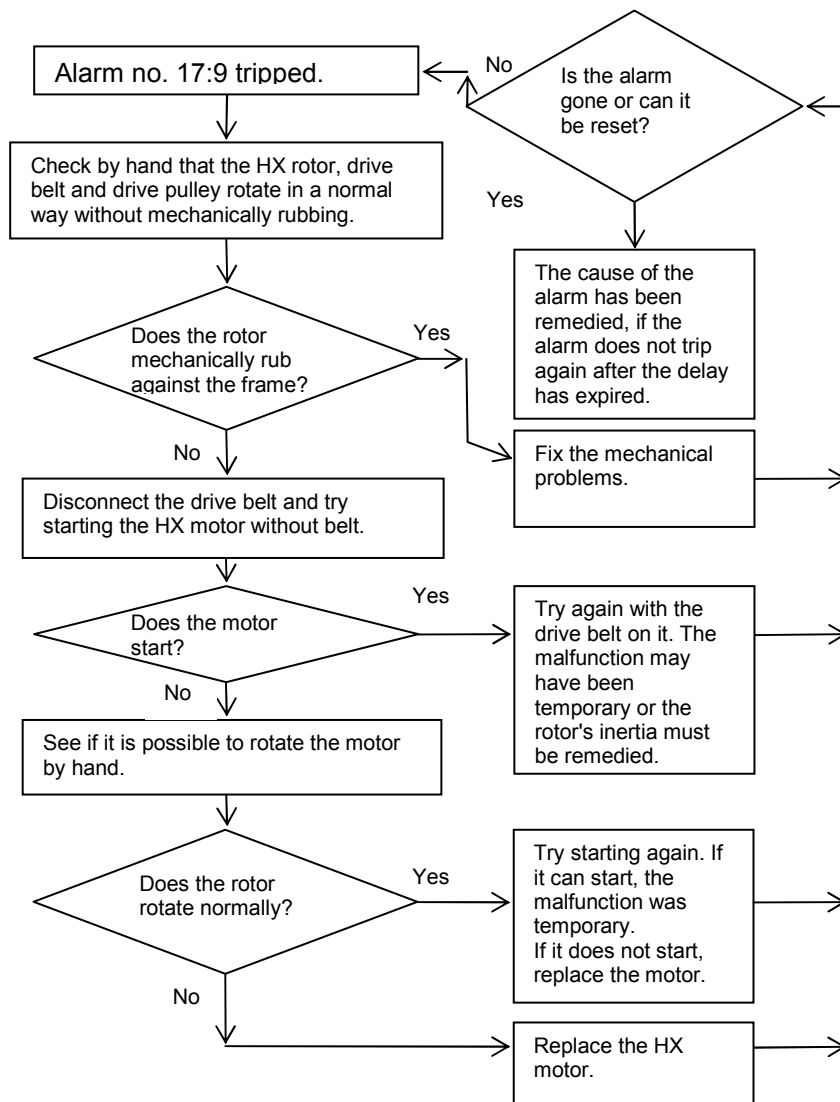 Alarm no. 17:9 tripped.
No
Is the alarm
gone or can it
be reset?
Check by hand that the HX rotor, drive
belt and drive pulley rotate in a normal
way without mechanically rubbing.
Yes
The cause of the
alarm has been
remedied, if the
alarm does not trip
again after the delay
has expired.
Does the rotor
mechanically rub
against the frame?
Yes
No
Fix the mechanical
problems.
Disconnect the drive belt and try
starting the HX motor without belt.
Does the motor
start?
Yes
Try again with the
drive belt on it. The
malfunction may
have been
temporary or the
rotor's inertia must
be remedied.
No
See if it is possible to rotate the motor
by hand.
Does the rotor
rotate normally?
Yes
Try starting again. If
it can start, the
malfunction was
temporary.
If it does not start,
replace the motor.
No
Replace the HX
motor.